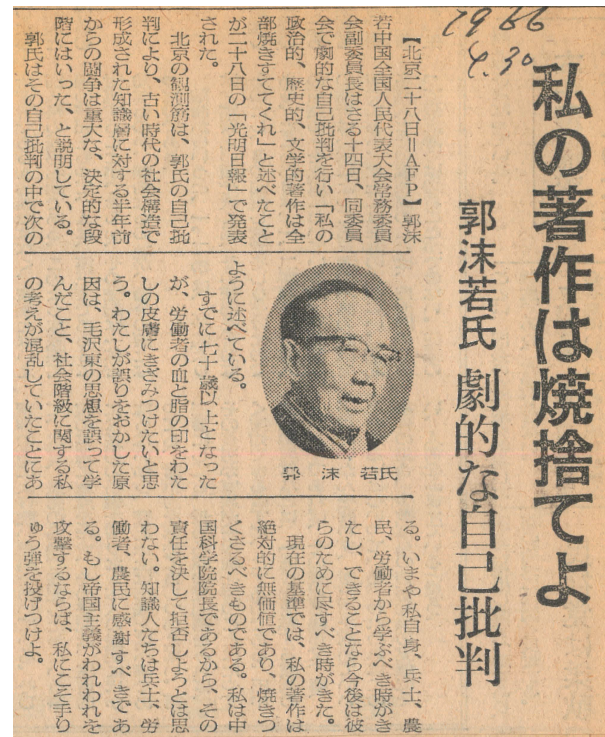 1966
4.30
私の著作は焼捨てよ
郭沫若氏 劇的な自己批判
【北京二十八日＝ＡＦＰ】郭沫
若中国全国人民代表大会常務委員
会副委員長はさる十四日、同委員
会で劇的な自己批判を行い「私の
政治的、歴史的、文学的著作は全
部焼きすててくれ」と述べたこと
が二十八日の「光明日報」で発表
された。
北京の観測筋は、郭氏の自己批
判により、古い時代の社会構造で
形成された知識層に対する半年前
からの闘争は重大な、決定的な段
階にはいった、と説明している。
郭氏はその自己批判の中で次の
ように述べている。
すでに七十歳以上となった
が、労働者の血と脂の印をわた
しの皮膚にきざみつけたいと思
う。わたしが誤りをおかした原
因は、毛沢東の思想を誤って学
んだこと、社会階級に関する私
の考えが混乱していたことにあ
る。いまや私自身、兵士、農
民、労働者から学ぶべき時がき
たし、できることなら今後は彼
らのために尽すべき時がきた。
現在の基準では、私の著作は
絶対的に無価値であり、焼きつ
くさるべきものである。私は中
国科学院院長であるから、その
責任を決して拒否しようとは思
わない。知識人たちは兵士、労
働者、農民に感謝すべきであ
る。もし帝国主義がわれわれを
攻撃するならば、私にこそ手り
ゅう弾を投げつけよ。
郭沫若氏